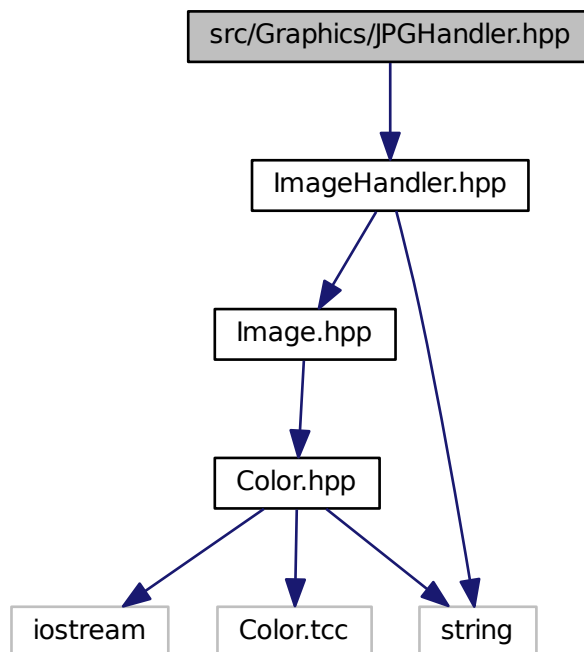 src/Graphics/JPGHandler.hpp
ImageHandler.hpp
Image.hpp
Color.hpp
iostream
Color.tcc
string